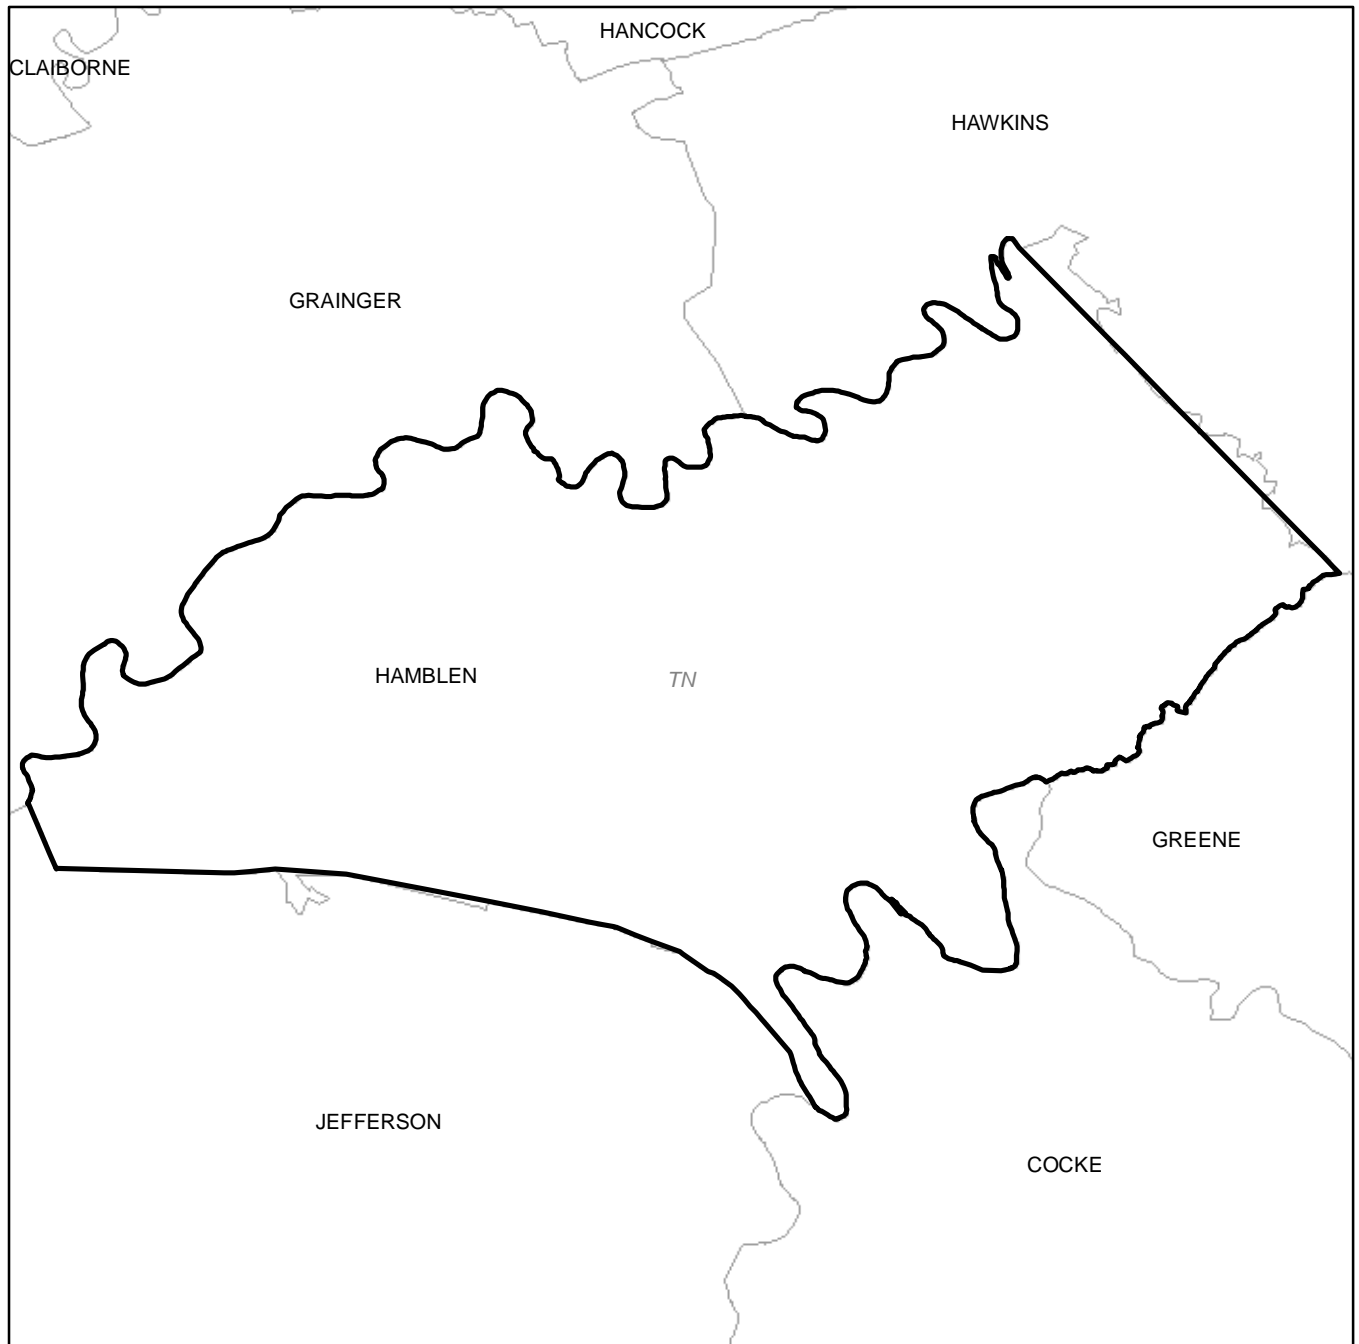 HANCOCK
CLAIBORNE
HAWKINS
GRAINGER
HAMBLEN
TN
GREENE
JEFFERSON
COCKE